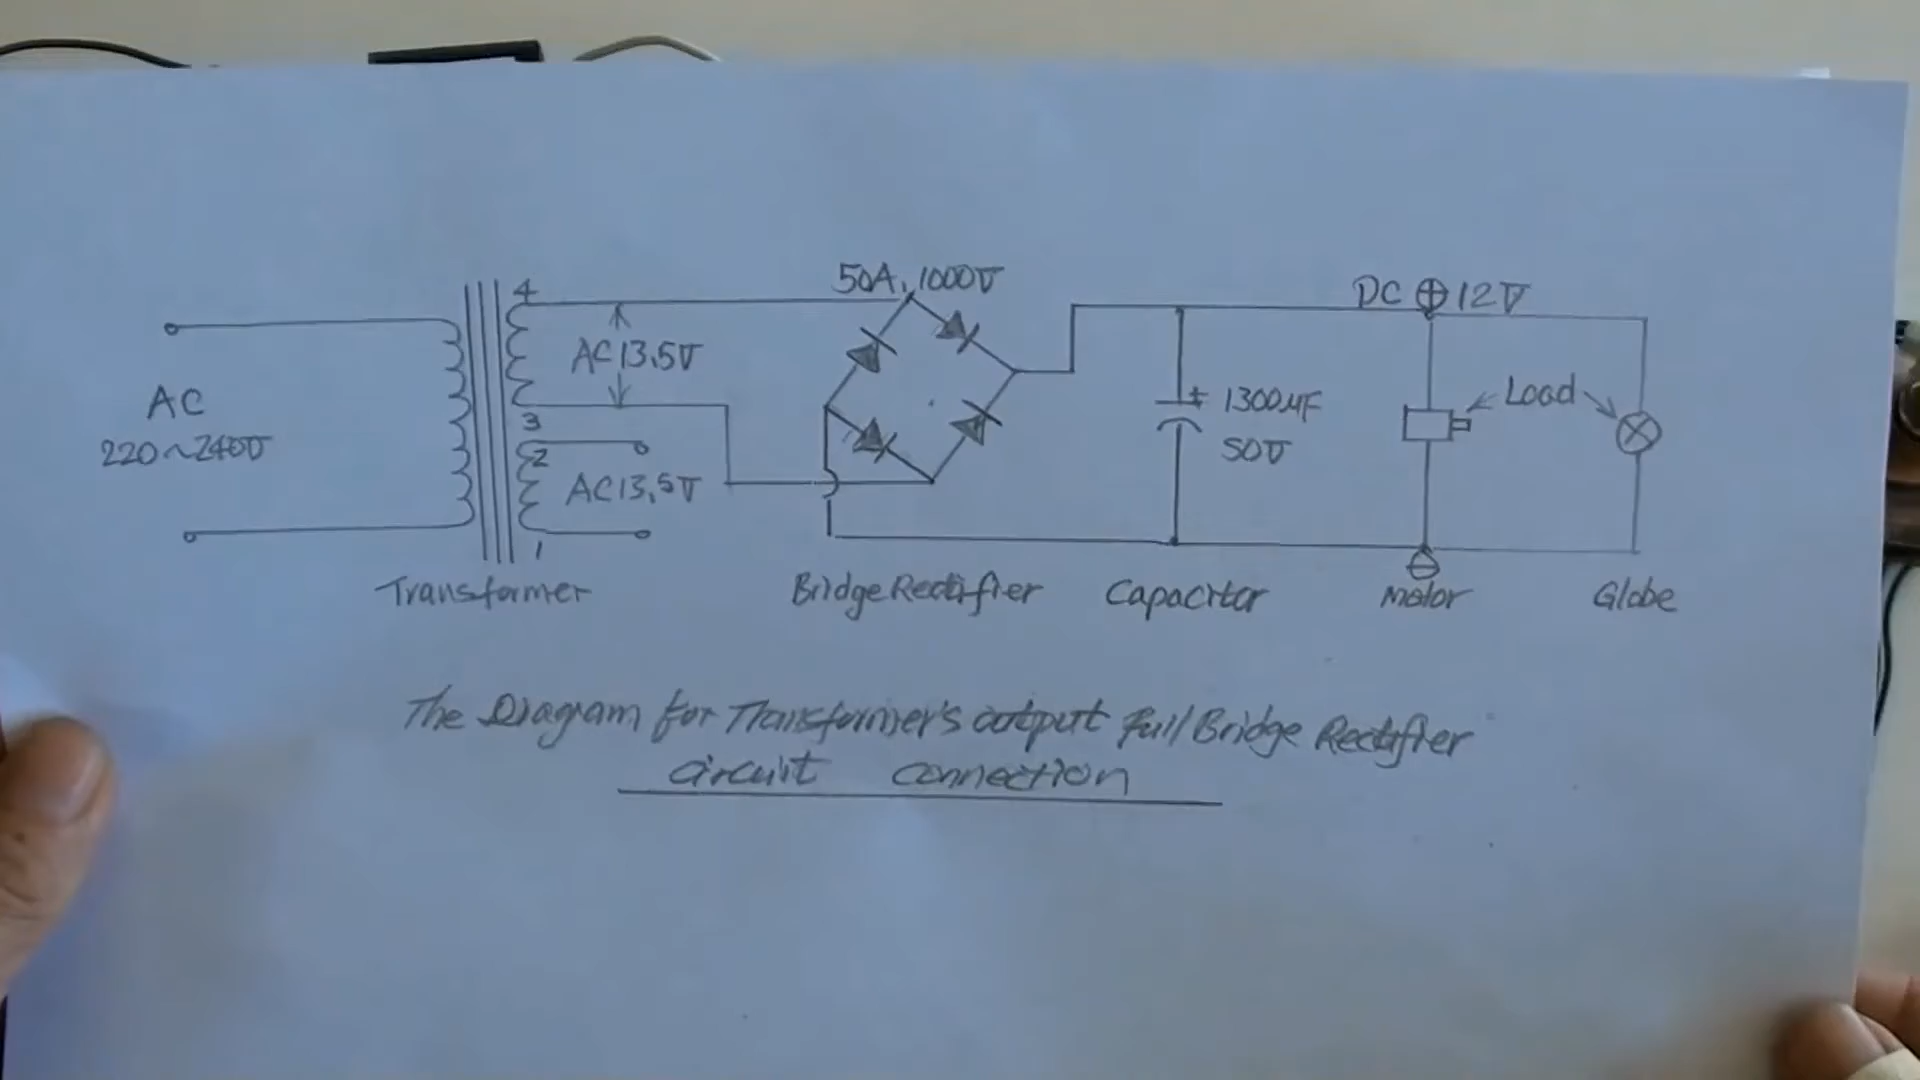 50A, 1000V
DC ⊕ 12V
4
AC 13.5V
AC
220~240V
3
2
AC 13.5V
1
+ 1300µF
50V
Load
Transformer
Bridge Rectifier
Capacitor
⊖
Motor
Globe
The Diagram for Transformer's output full Bridge Rectifier
circuit connection